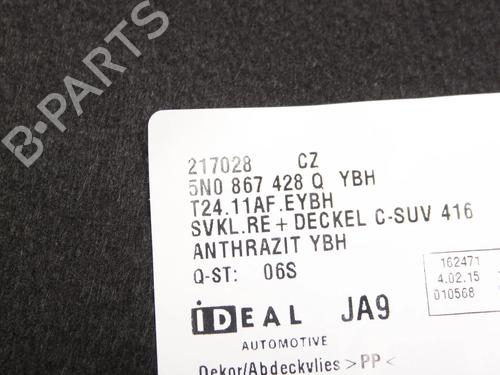 B-PARTS
217028 CZ
5N0 867 428 Q YBH
T24.11AF.EYBH
SVKL.RE + DECKEL C-SUV 416
ANTHRAZIT YBH
Q-ST: 06S
162471
4.02.15
010568
iDEAL JA9
AUTOMOTIVE
Dekor/Abdeckvlies >PP<